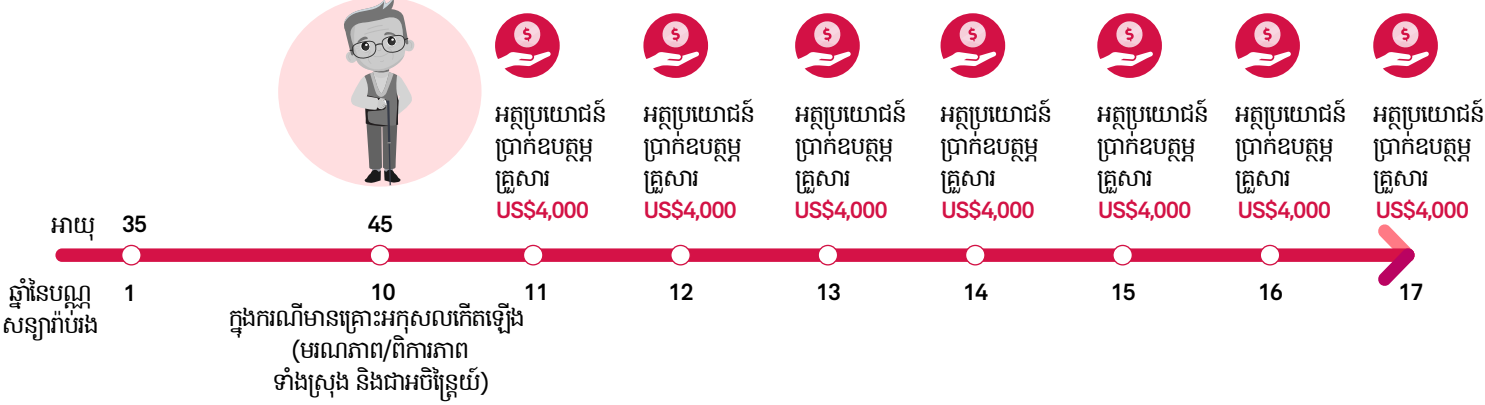 អត្ថប្រយោជន៍
ប្រាក់ឧបត្ថម្ភ
គ្រួសារ
US$4,000
អត្ថប្រយោជន៍
ប្រាក់ឧបត្ថម្ភ
គ្រួសារ
US$4,000
អត្ថប្រយោជន៍
ប្រាក់ឧបត្ថម្ភ
គ្រួសារ
US$4,000
អត្ថប្រយោជន៍
ប្រាក់ឧបត្ថម្ភ
គ្រួសារ
US$4,000
អត្ថប្រយោជន៍
ប្រាក់ឧបត្ថម្ភ
គ្រួសារ
US$4,000
អត្ថប្រយោជន៍
ប្រាក់ឧបត្ថម្ភ
គ្រួសារ
US$4,000
អត្ថប្រយោជន៍
ប្រាក់ឧបត្ថម្ភ
គ្រួសារ
US$4,000
អាយុ 35 45
ឆ្នាំនៃបណ្ណ
សន្យារ៉ាប់រង
1 10 11 12 13 14 15 16 17
ក្នុងករណីមានគ្រោះអកុសលកើតឡើង
(មរណភាព/ពិការភាព
ទាំងស្រុង និងជាអចិន្ត្រៃយ៍)